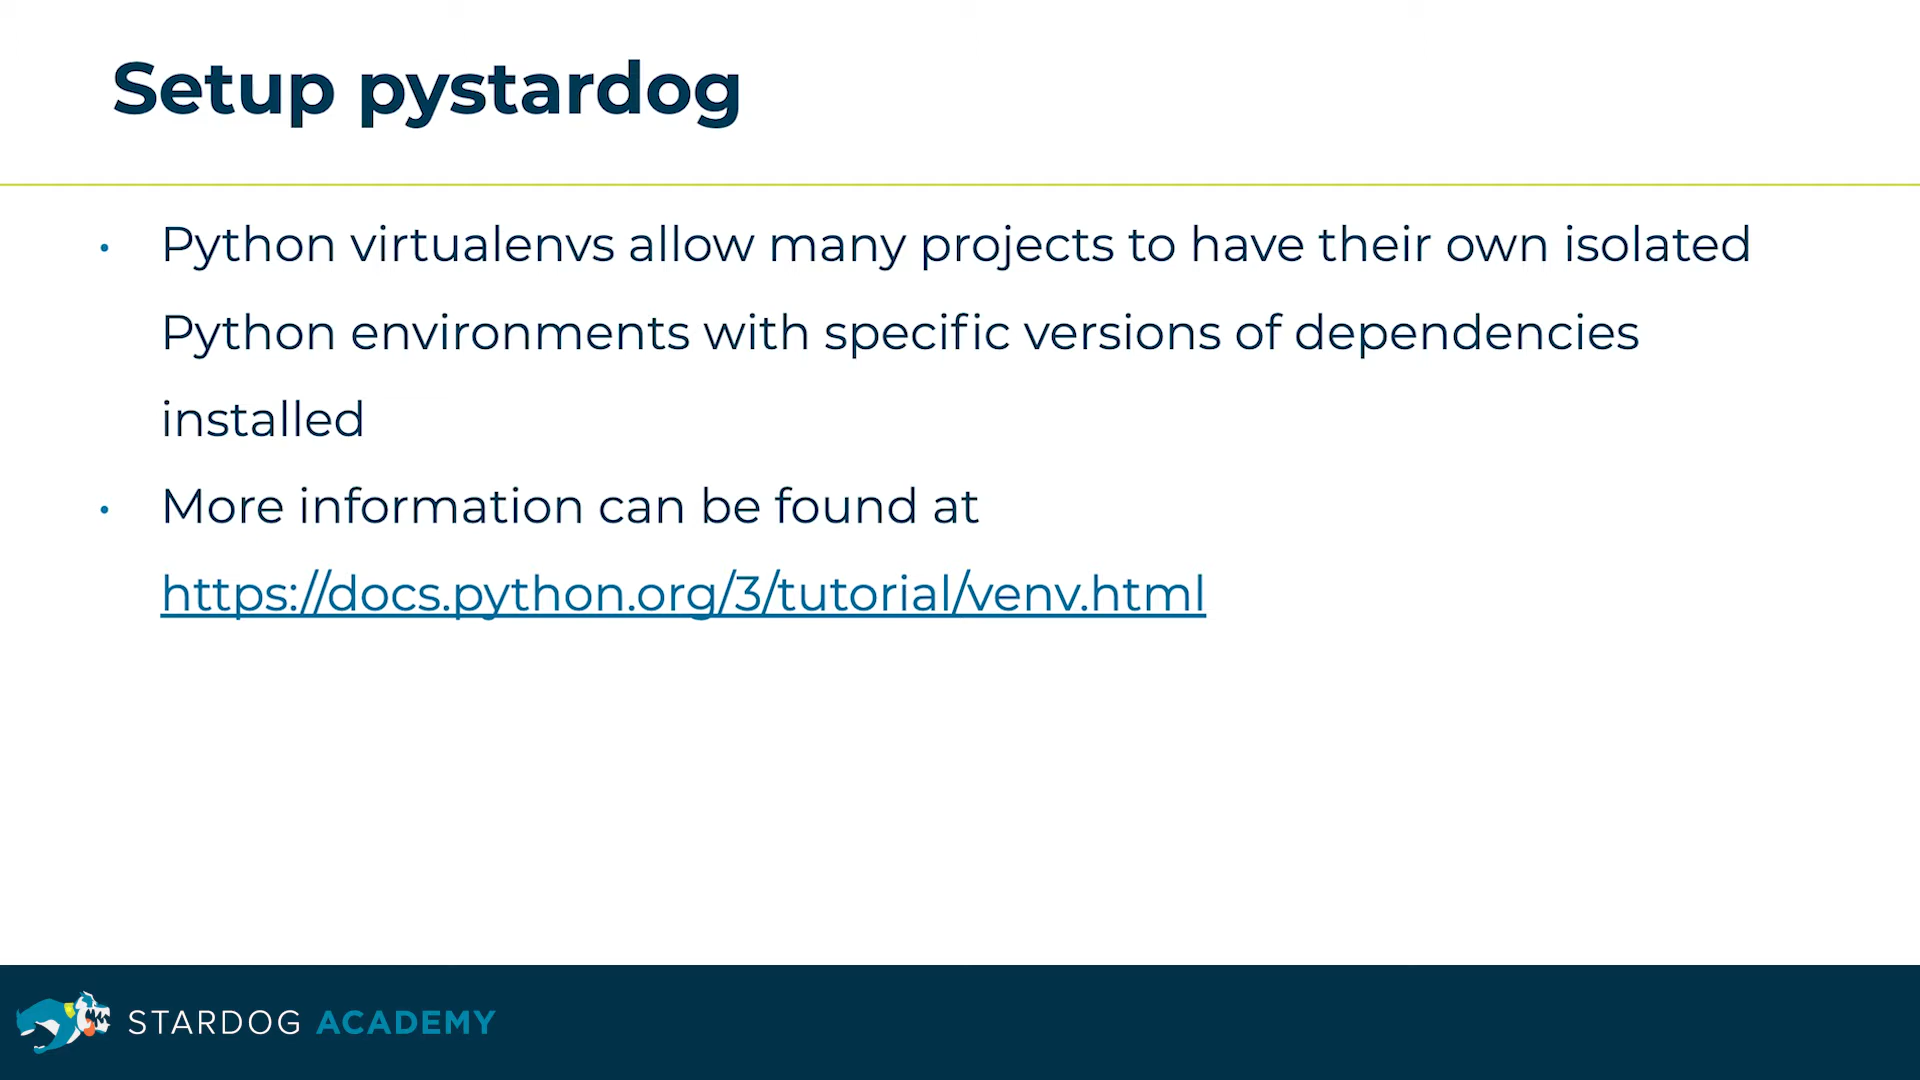 Setup pystardog
• Python virtualenvs allow many projects to have their own isolated
Python environments with specific versions of dependencies
installed
• More information can be found at
https://docs.python.org/3/tutorial/venv.html
STARDOG ACADEMY